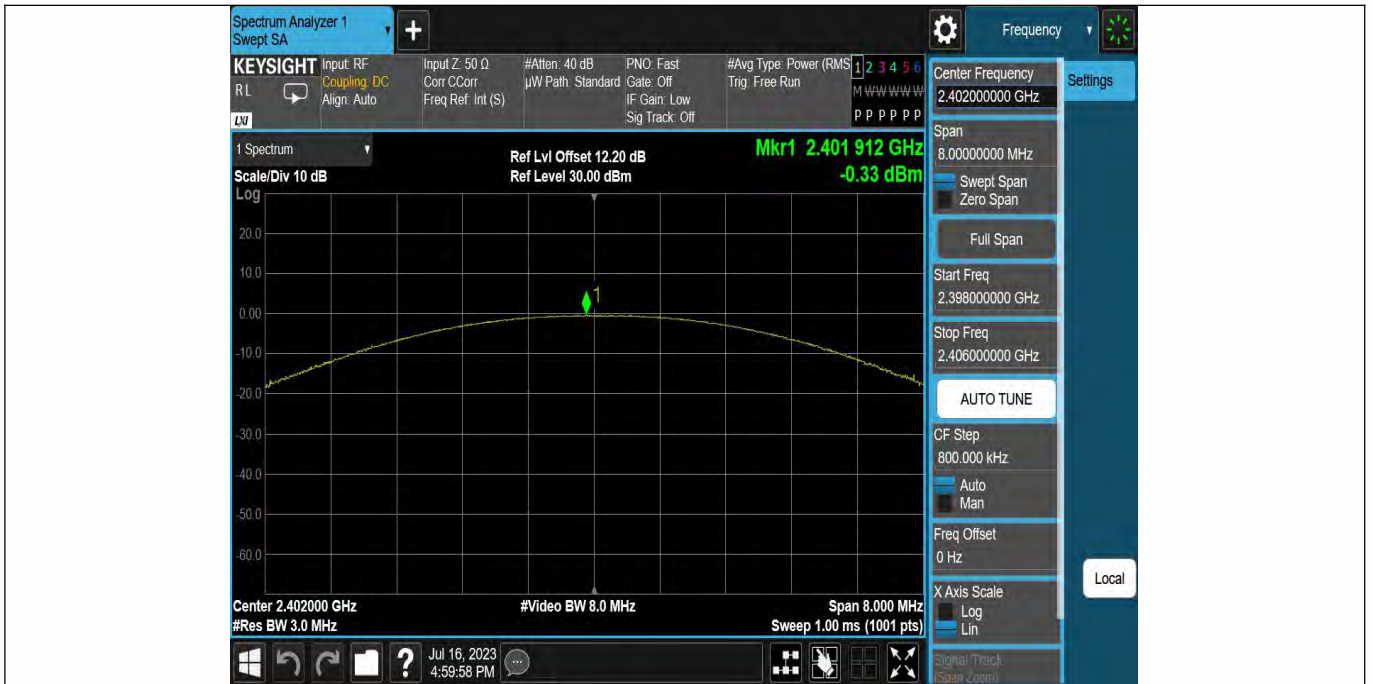 Spectrum Analyzer 1
Swept SA
Frequency
KEYSIGHT
RL
LXI
Input: RF
Coupling: DC
Align: Auto
Input Z: 50 Ω
Corr CCorr
Freq Ref: Int (S)
#Atten: 40 dB
µW Path: Standard
PNO: Fast
Gate: Off
IF Gain: Low
Sig Track: Off
#Avg Type: Power (RMS
Trig: Free Run
1 2 3 4 5 6
M W W W W W
P P P P P P
1 Spectrum
Scale/Div 10 dB
Log
Ref Lvl Offset 12.20 dB
Ref Level 30.00 dBm
Mkr1 2.401 912 GHz
-0.33 dBm
20.0
10.0
0.00
-10.0
-20.0
-30.0
-40.0
-50.0
-60.0
1
Center 2.402000 GHz
#Res BW 3.0 MHz
#Video BW 8.0 MHz
Span 8.000 MHz
Sweep 1.00 ms (1001 pts)
Center Frequency
2.402000000 GHz
Settings
Span
8.00000000 MHz
Swept Span
Zero Span
Full Span
Start Freq
2.398000000 GHz
Stop Freq
2.406000000 GHz
AUTO TUNE
CF Step
800.000 kHz
Auto
Man
Freq Offset
0 Hz
X Axis Scale
Log
Lin
Signal Track
(Span Zoom)
Local
?
Jul 16, 2023
4:59:58 PM